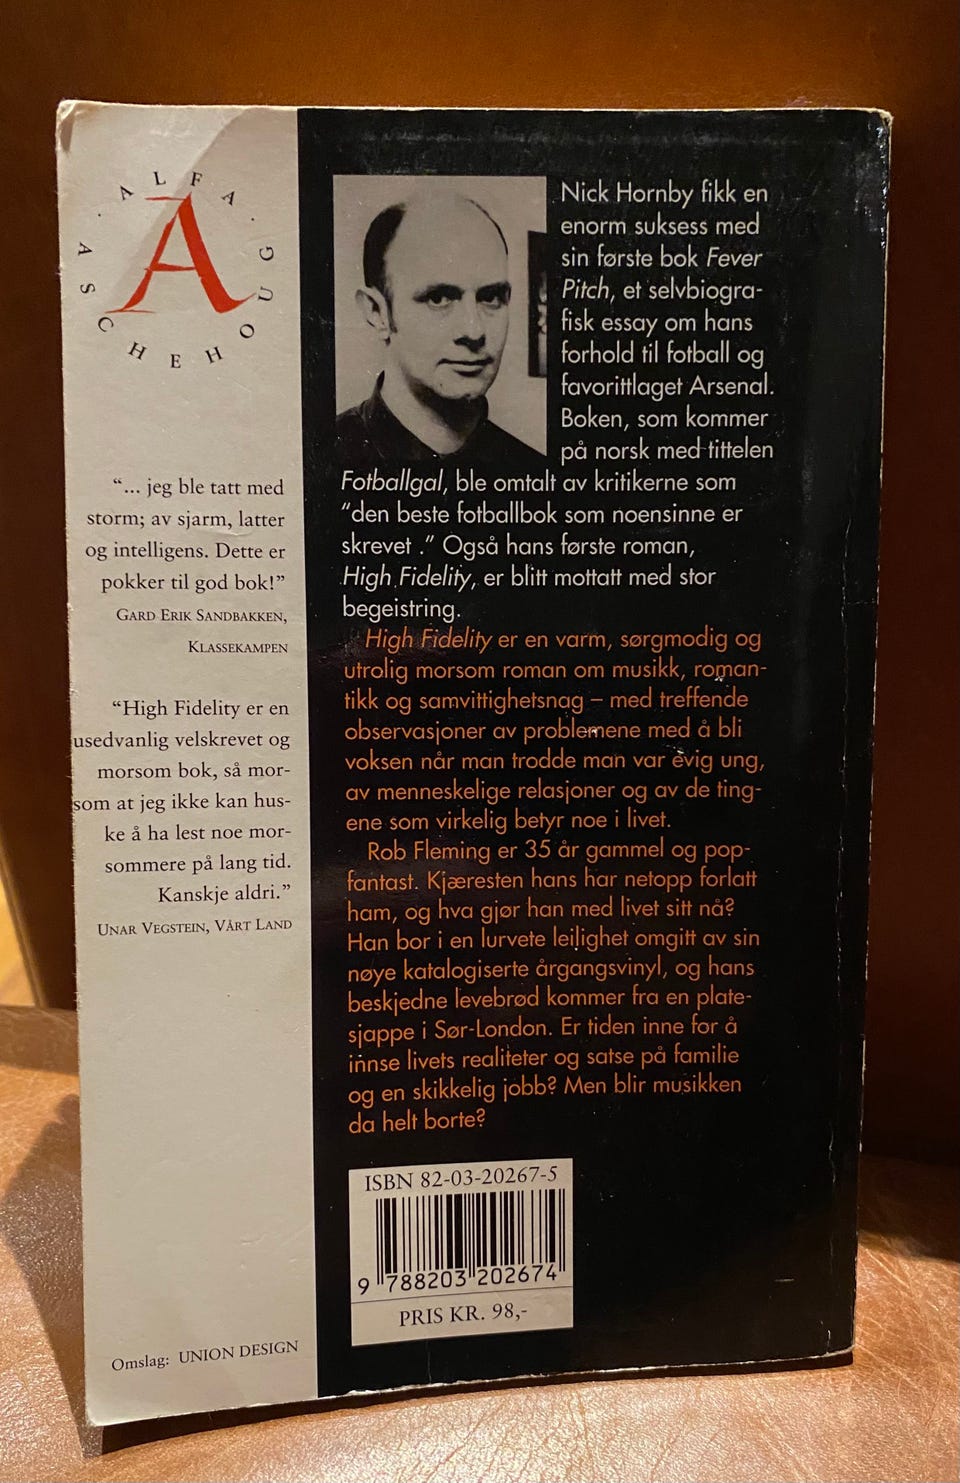 ALFA · ASCHEHOUG ·
A
"... jeg ble tatt med
storm; av sjarm, latter
og intelligens. Dette er
pokker til god bok!"
GARD ERIK SANDBAKKEN,
KLASSEKAMPEN
"High Fidelity er en
usedvanlig velskrevet og
morsom bok, så mor-
som at jeg ikke kan hus-
ke å ha lest noe mor-
sommere på lang tid.
Kanskje aldri."
UNAR VEGSTEIN, VÅRT LAND
Omslag: UNION DESIGN
Nick Hornby fikk en
enorm suksess med
sin første bok Fever
Pitch, et selvbiogra-
fisk essay om hans
forhold til fotball og
favorittlaget Arsenal.
Boken, som kommer
på norsk med tittelen
Fotballgal, ble omtalt av kritikerne som
"den beste fotballbok som noensinne er
skrevet ." Også hans første roman,
High Fidelity, er blitt mottatt med stor
begeistring.
High Fidelity er en varm, sørgmodig og
utrolig morsom roman om musikk, roman-
tikk og samvittighetsnag – med treffende
observasjoner av problemene med å bli
voksen når man trodde man var evig ung,
av menneskelige relasjoner og av de ting-
ene som virkelig betyr noe i livet.
Rob Fleming er 35 år gammel og pop-
fantast. Kjæresten hans har netopp forlatt
ham, og hva gjør han med livet sitt nå?
Han bor i en lurvete leilighet omgitt av sin
nøye katalogiserte årgangsvinyl, og hans
beskjedne levebrød kommer fra en plate-
sjappe i Sør-London. Er tiden inne for å
innse livets realiteter og satse på familie
og en skikkelig jobb? Men blir musikken
da helt borte?
ISBN 82-03-20267-5
9 788203 202674
PRIS KR. 98,-